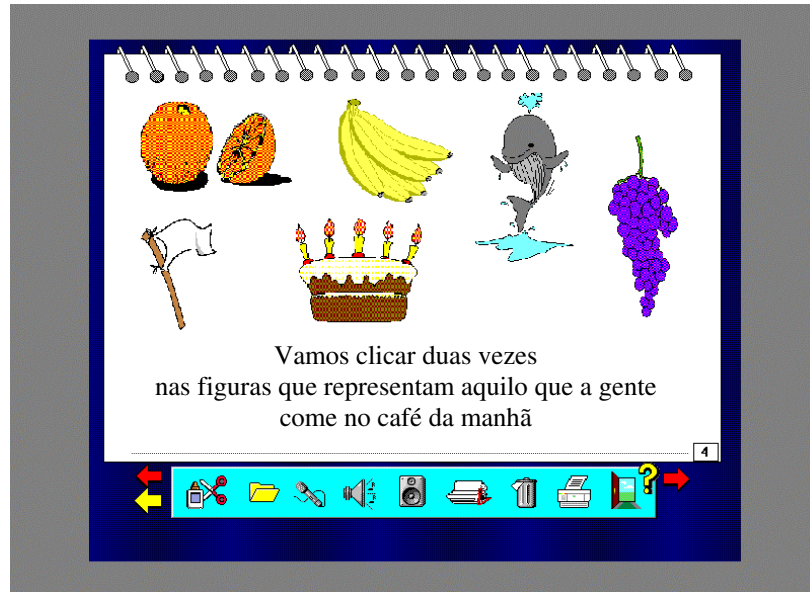 Vamos clicar duas vezes
nas figuras que representam aquilo que a gente
come no café da manhã
4
?